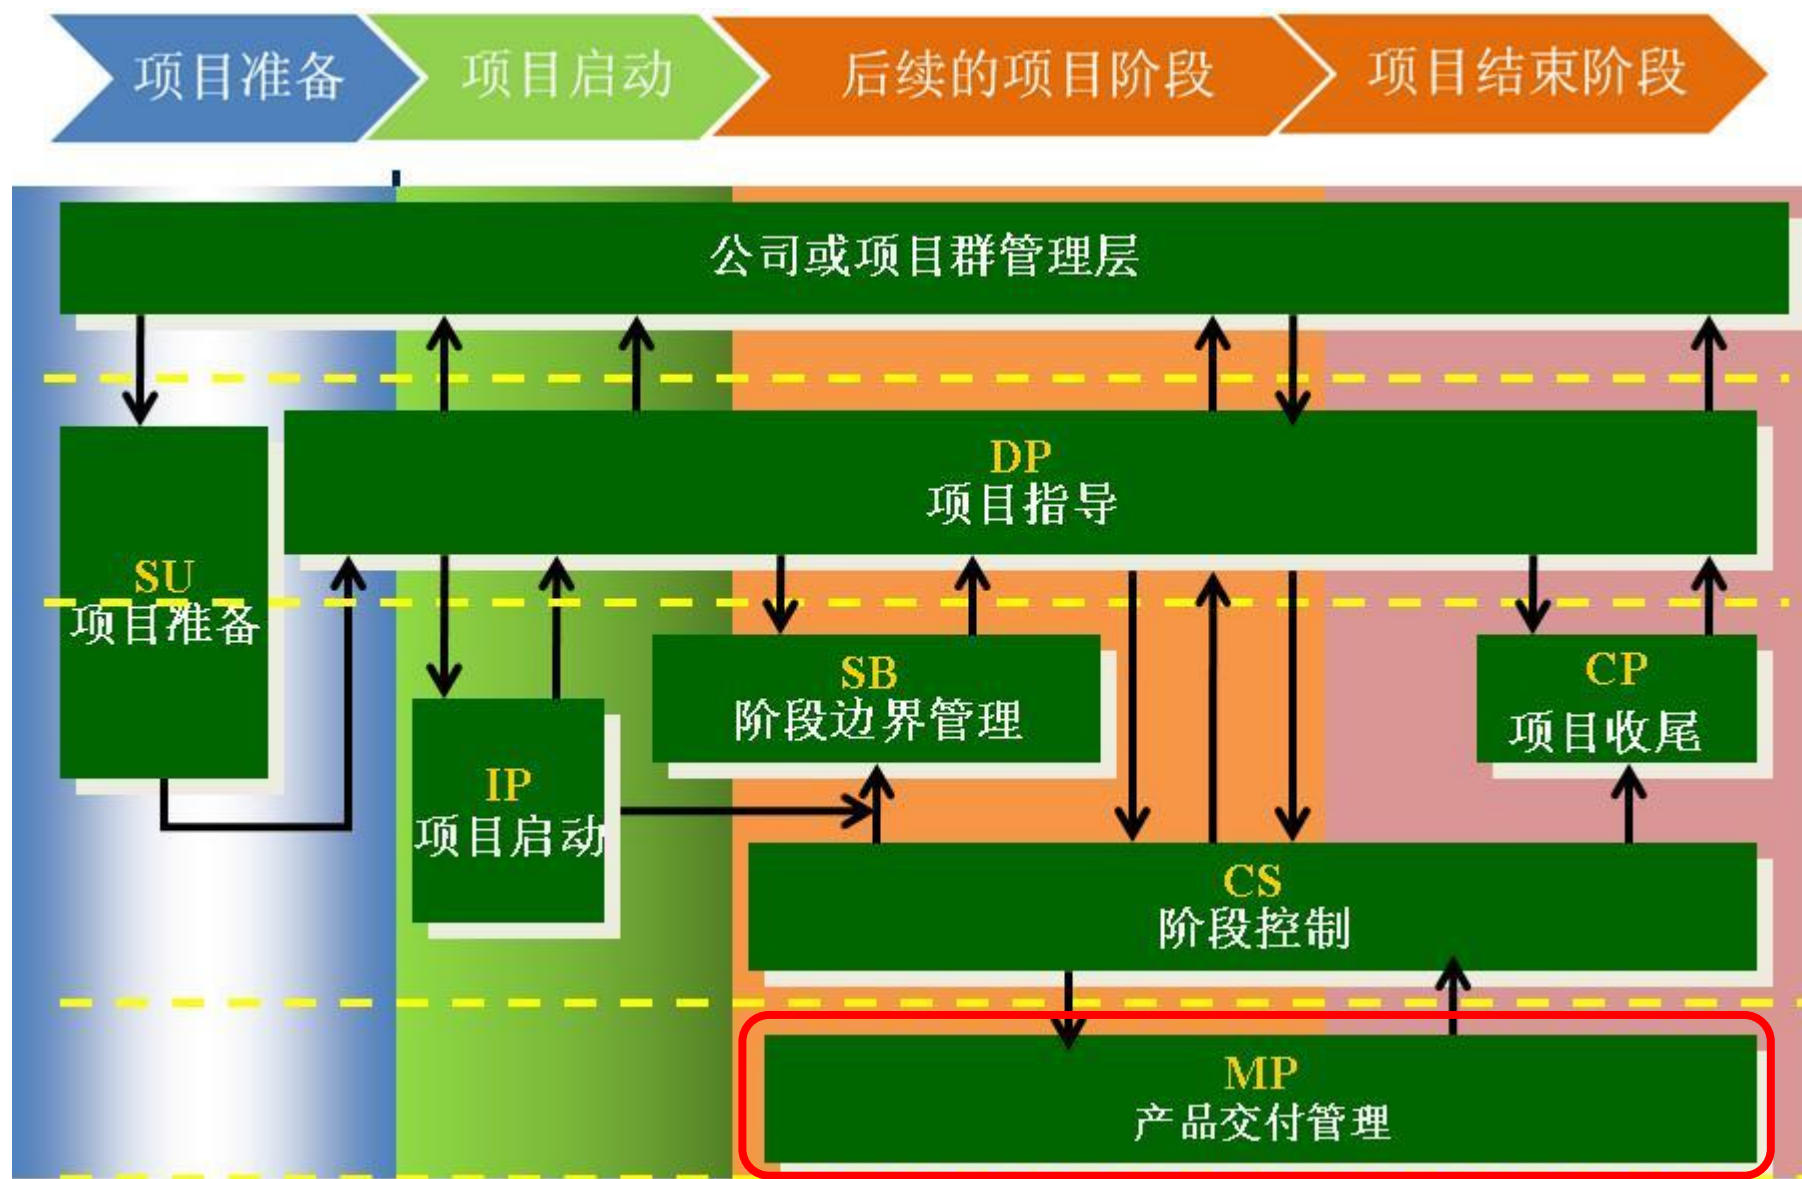 项目准备
项目启动
后续的项目阶段
项目结束阶段
公司或项目群管理层
DP
项目指导
SU
项目准备
SB
阶段边界管理
CP
项目收尾
IP
项目启动
CS
阶段控制
MP
产品交付管理